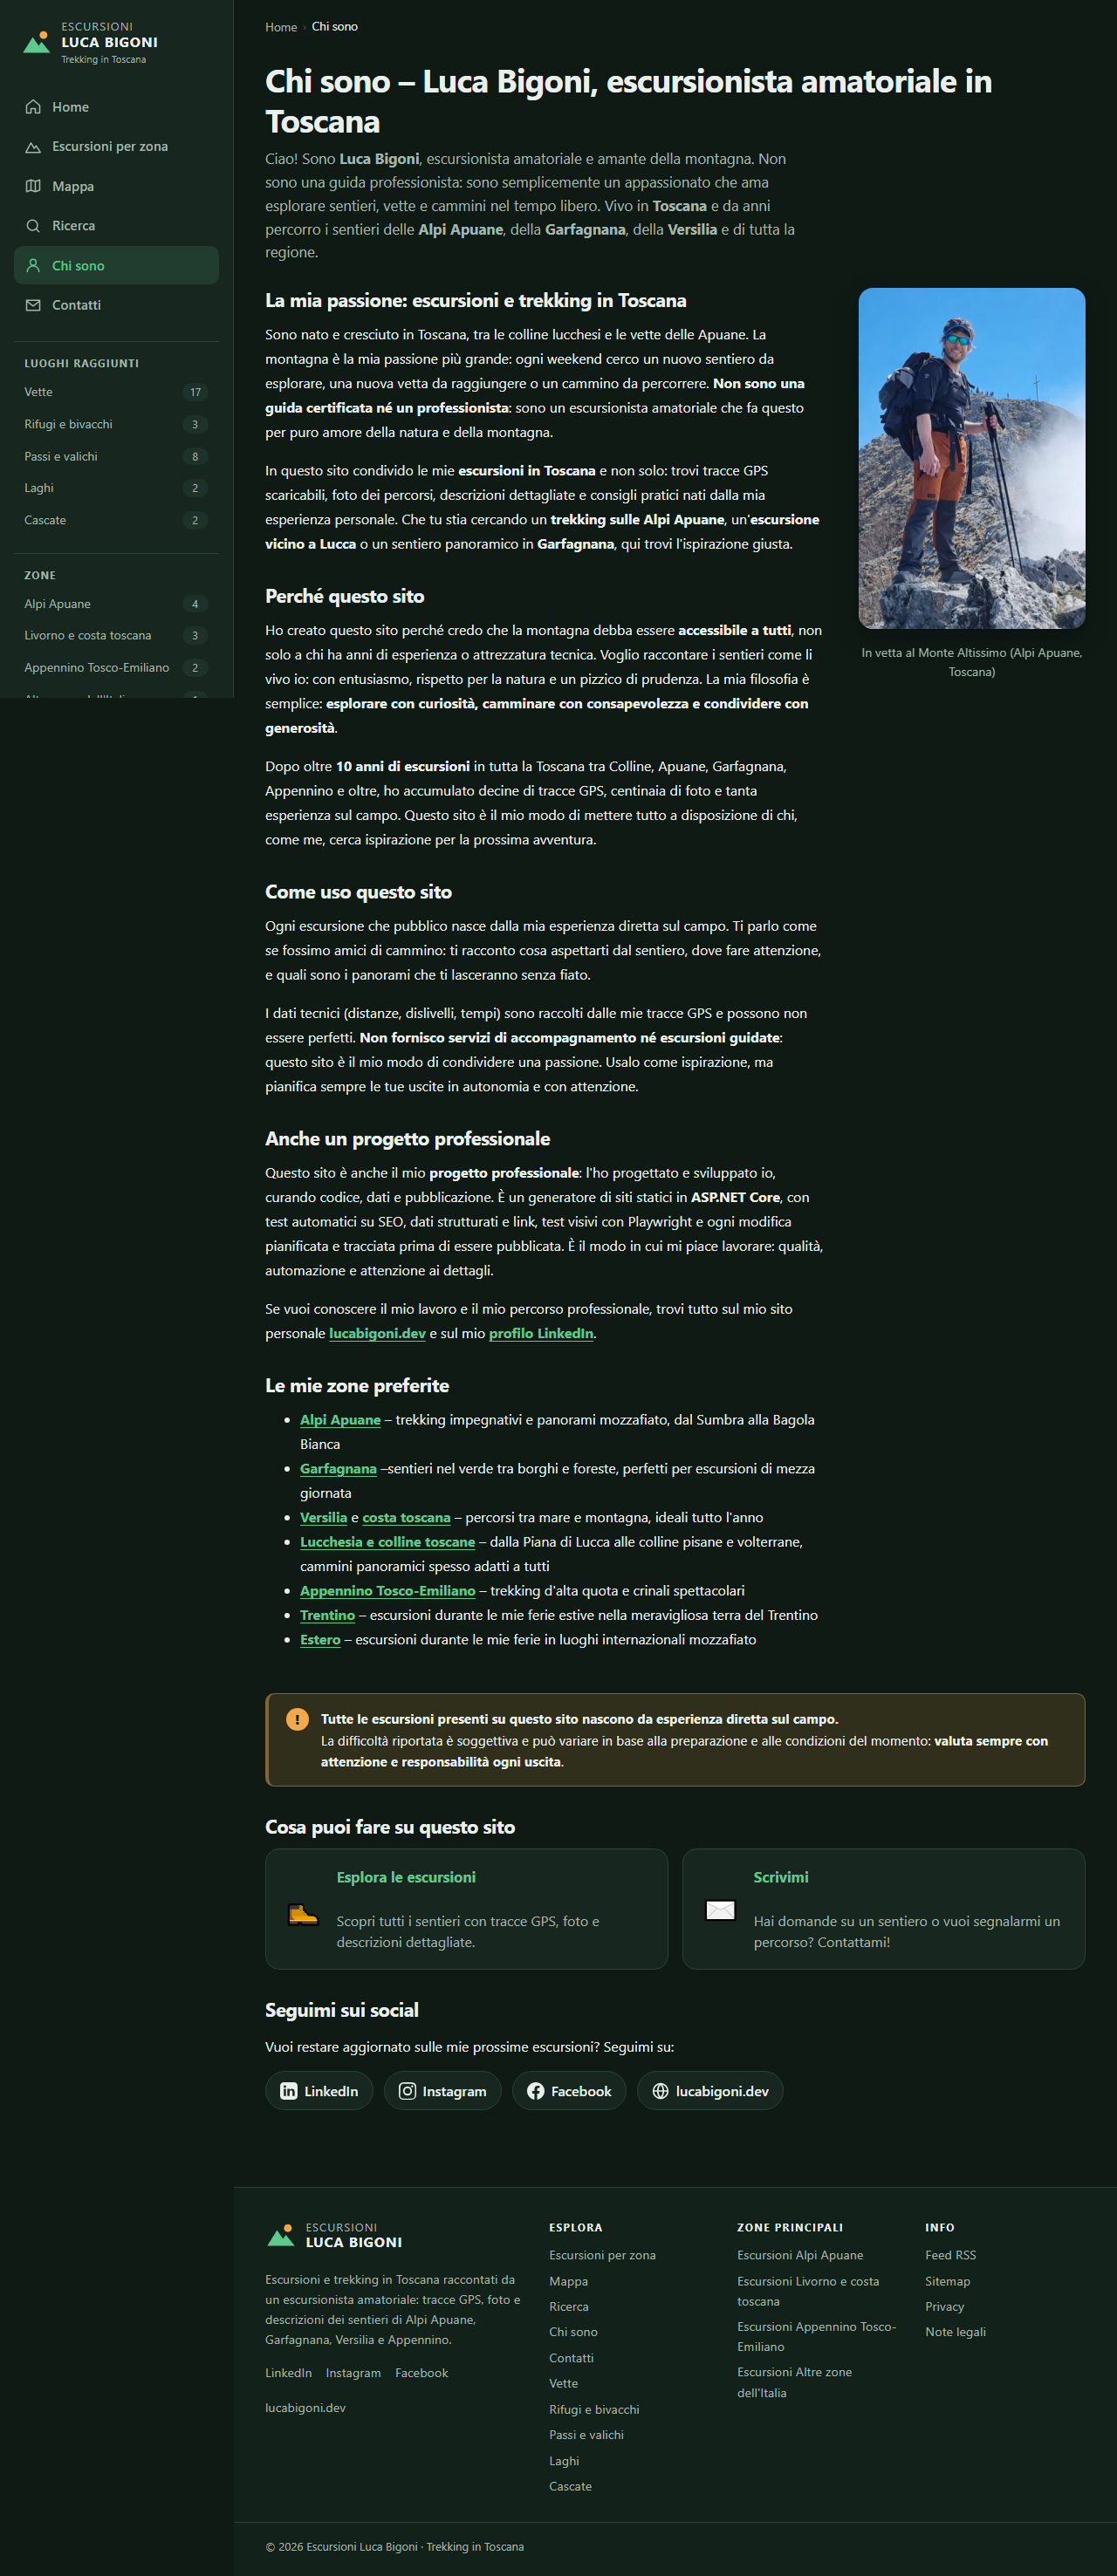 ESCURSIONI
LUCA BIGONI
Trekking in Toscana
Home
Escursioni per zona
Mappa
Ricerca
Chi sono
Contatti
LUOGHI RAGGIUNTI
Vette 17
Rifugi e bivacchi 3
Passi e valichi 8
Laghi 2
Cascate 2
ZONE
Alpi Apuane 4
Livorno e costa toscana 3
Appennino Tosco-Emiliano 2
Home › Chi sono
Chi sono – Luca Bigoni, escursionista amatoriale in
Toscana
Ciao! Sono Luca Bigoni, escursionista amatoriale e amante della montagna. Non
sono una guida professionista: sono semplicemente un appassionato che ama
esplorare sentieri, vette e cammini nel tempo libero. Vivo in Toscana e da anni
percorro i sentieri delle Alpi Apuane, della Garfagnana, della Versilia e di tutta la
regione.
La mia passione: escursioni e trekking in Toscana
Sono nato e cresciuto in Toscana, tra le colline lucchesi e le vette delle Apuane. La
montagna è la mia passione più grande: ogni weekend cerco un nuovo sentiero da
esplorare, una nuova vetta da raggiungere o un cammino da percorrere. Non sono una
guida certificata né un professionista: sono un escursionista amatoriale che fa questo
per puro amore della natura e della montagna.
In questo sito condivido le mie escursioni in Toscana e non solo: trovi tracce GPS
scaricabili, foto dei percorsi, descrizioni dettagliate e consigli pratici nati dalla mia
esperienza personale. Che tu stia cercando un trekking sulle Alpi Apuane, un'escursione
vicino a Lucca o un sentiero panoramico in Garfagnana, qui trovi l'ispirazione giusta.
In vetta al Monte Altissimo (Alpi Apuane,
Toscana)
Perché questo sito
Ho creato questo sito perché credo che la montagna debba essere accessibile a tutti, non
solo a chi ha anni di esperienza o attrezzatura tecnica. Voglio raccontare i sentieri come li
vivo io: con entusiasmo, rispetto per la natura e un pizzico di prudenza. La mia filosofia è
semplice: esplorare con curiosità, camminare con consapevolezza e condividere con
generosità.
Dopo oltre 10 anni di escursioni in tutta la Toscana tra Colline, Apuane, Garfagnana,
Appennino e oltre, ho accumulato decine di tracce GPS, centinaia di foto e tanta
esperienza sul campo. Questo sito è il mio modo di mettere tutto a disposizione di chi,
come me, cerca ispirazione per la prossima avventura.
Come uso questo sito
Ogni escursione che pubblico nasce dalla mia esperienza diretta sul campo. Ti parlo come
se fossimo amici di cammino: ti racconto cosa aspettarti dal sentiero, dove fare attenzione,
e quali sono i panorami che ti lasceranno senza fiato.
I dati tecnici (distanze, dislivelli, tempi) sono raccolti dalle mie tracce GPS e possono non
essere perfetti. Non fornisco servizi di accompagnamento né escursioni guidate:
questo sito è il mio modo di condividere una passione. Usalo come ispirazione, ma
pianifica sempre le tue uscite in autonomia e con attenzione.
Anche un progetto professionale
Questo sito è anche il mio progetto professionale: l'ho progettato e sviluppato io,
curando codice, dati e pubblicazione. È un generatore di siti statici in ASP.NET Core, con
test automatici su SEO, dati strutturati e link, test visivi con Playwright e ogni modifica
pianificata e tracciata prima di essere pubblicata. È il modo in cui mi piace lavorare: qualità,
automazione e attenzione ai dettagli.
Se vuoi conoscere il mio lavoro e il mio percorso professionale, trovi tutto sul mio sito
personale lucabigoni.dev e sul mio profilo LinkedIn.
Le mie zone preferite
• Alpi Apuane – trekking impegnativi e panorami mozzafiato, dal Sumbra alla Bagola
Bianca
• Garfagnana –sentieri nel verde tra borghi e foreste, perfetti per escursioni di mezza
giornata
• Versilia e costa toscana – percorsi tra mare e montagna, ideali tutto l'anno
• Lucchesia e colline toscane – dalla Piana di Lucca alle colline pisane e volterrane,
cammini panoramici spesso adatti a tutti
• Appennino Tosco-Emiliano – trekking d'alta quota e crinali spettacolari
• Trentino – escursioni durante le mie ferie estive nella meravigliosa terra del Trentino
• Estero – escursioni durante le mie ferie in luoghi internazionali mozzafiato
! Tutte le escursioni presenti su questo sito nascono da esperienza diretta sul campo.
La difficoltà riportata è soggettiva e può variare in base alla preparazione e alle condizioni del momento: valuta sempre con
attenzione e responsabilità ogni uscita.
Cosa puoi fare su questo sito
Esplora le escursioni
Scopri tutti i sentieri con tracce GPS, foto e
descrizioni dettagliate.
Scrivimi
Hai domande su un sentiero o vuoi segnalarmi un
percorso? Contattami!
Seguimi sui social
Vuoi restare aggiornato sulle mie prossime escursioni? Seguimi su:
LinkedIn Instagram Facebook lucabigoni.dev
ESCURSIONI
LUCA BIGONI
Escursioni e trekking in Toscana raccontati da
un escursionista amatoriale: tracce GPS, foto e
descrizioni dei sentieri di Alpi Apuane,
Garfagnana, Versilia e Appennino.
LinkedIn Instagram Facebook
lucabigoni.dev
ESPLORA
Escursioni per zona
Mappa
Ricerca
Chi sono
Contatti
Vette
Rifugi e bivacchi
Passi e valichi
Laghi
Cascate
ZONE PRINCIPALI
Escursioni Alpi Apuane
Escursioni Livorno e costa
toscana
Escursioni Appennino Tosco-
Emiliano
Escursioni Altre zone
dell'Italia
INFO
Feed RSS
Sitemap
Privacy
Note legali
© 2026 Escursioni Luca Bigoni · Trekking in Toscana